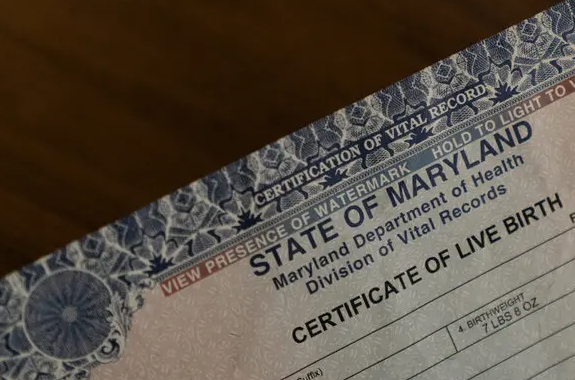 CERTIFICATION OF VITAL RECORD
VIEW PRESENCE OF WATERMARK HOLD TO LIGHT TO V
STATE OF MARYLAND
Maryland Department of Health
Division of Vital Records
CERTIFICATE OF LIVE BIRTH
4. BIRTHWEIGHT
7 LBS 8 OZ
Suffix)